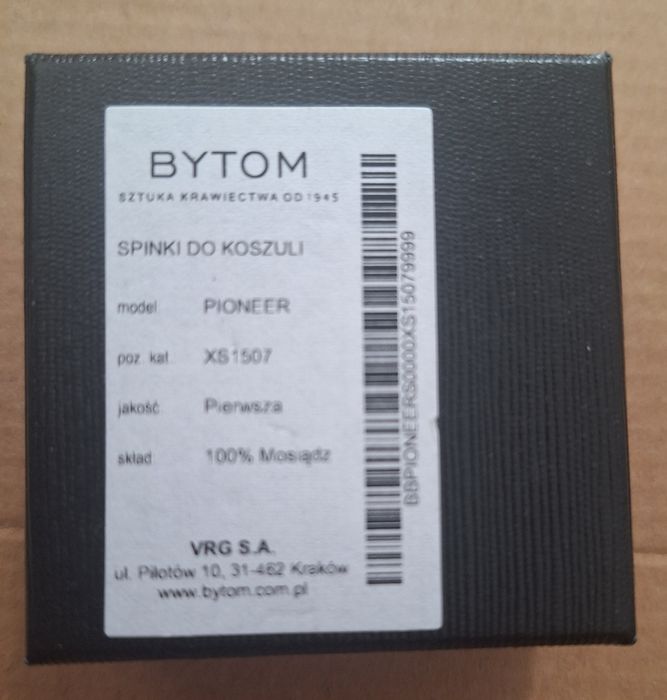 BYTOM
SZTUKA KRAWIECTWA OD 1945
SPINKI DO KOSZULI
model PIONEER
poz. kat. XS1507
jakość Pierwsza
skład 100% Mosiądz
VRG S.A.
ul. Pilotów 10, 31-462 Kraków
www.bytom.com.pl
BBPIONEERS0000XS15079999